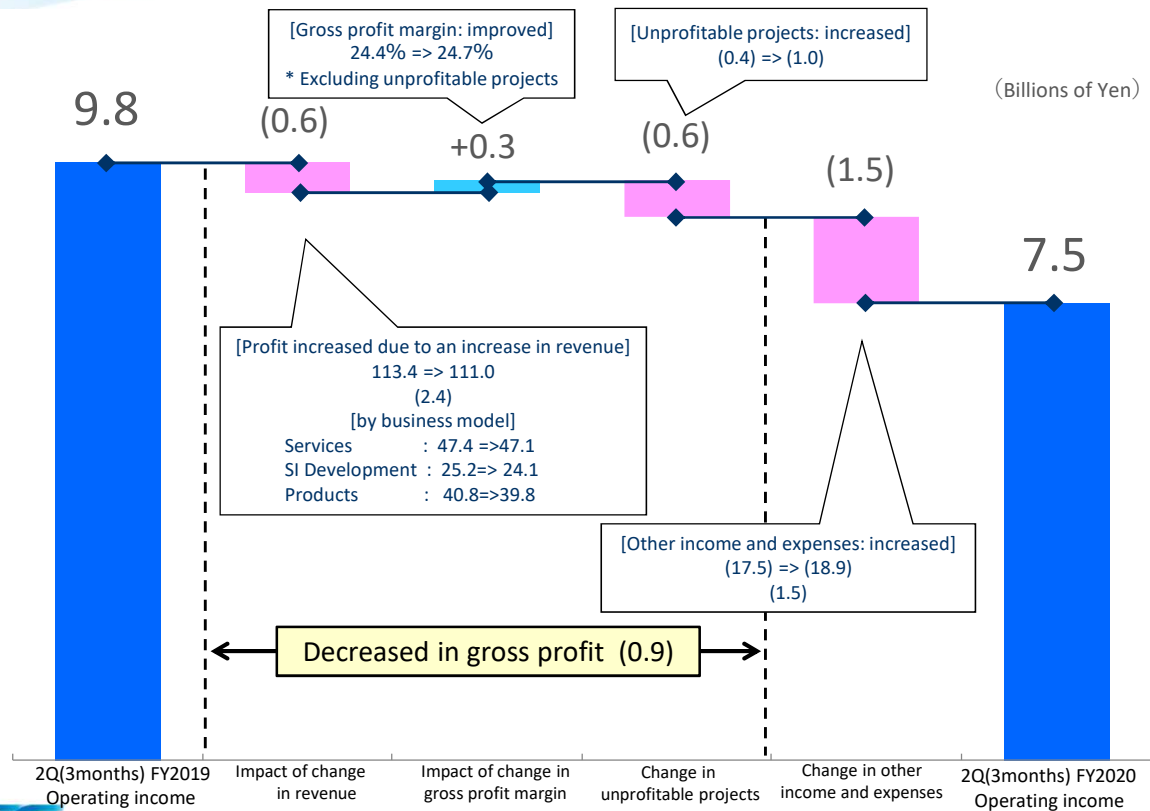 [Gross profit margin: improved]
24.4% => 24.7%
* Excluding unprofitable projects
[Unprofitable projects: increased]
(0.4) => (1.0)
(Billions of Yen)
9.8
(0.6)
+0.3
(0.6)
(1.5)
7.5
[Profit increased due to an increase in revenue]
113.4 => 111.0
(2.4)
[by business model]
Services : 47.4 =>47.1
SI Development : 25.2=> 24.1
Products : 40.8=>39.8
[Other income and expenses: increased]
(17.5) => (18.9)
(1.5)
Decreased in gross profit (0.9)
2Q(3months) FY2019
Operating income
Impact of change
in revenue
Impact of change in
gross profit margin
Change in
unprofitable projects
Change in other
income and expenses
2Q(3months) FY2020
Operating income